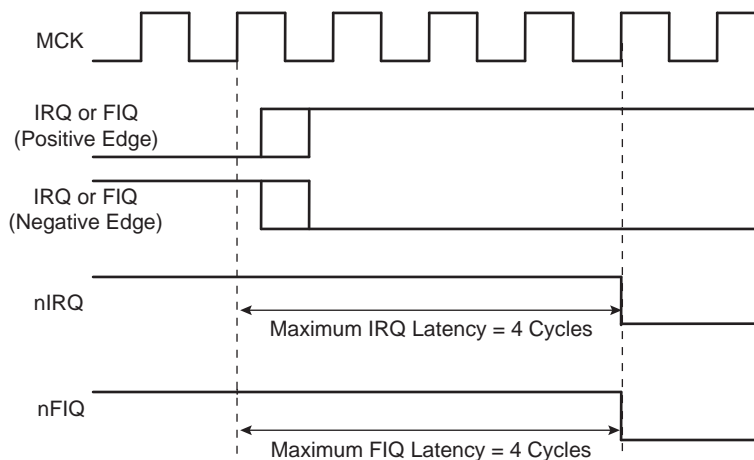 MCK
IRQ or FIQ
(Positive Edge)
IRQ or FIQ
(Negative Edge)
nIRQ
Maximum IRQ Latency = 4 Cycles
nFIQ
Maximum FIQ Latency = 4 Cycles